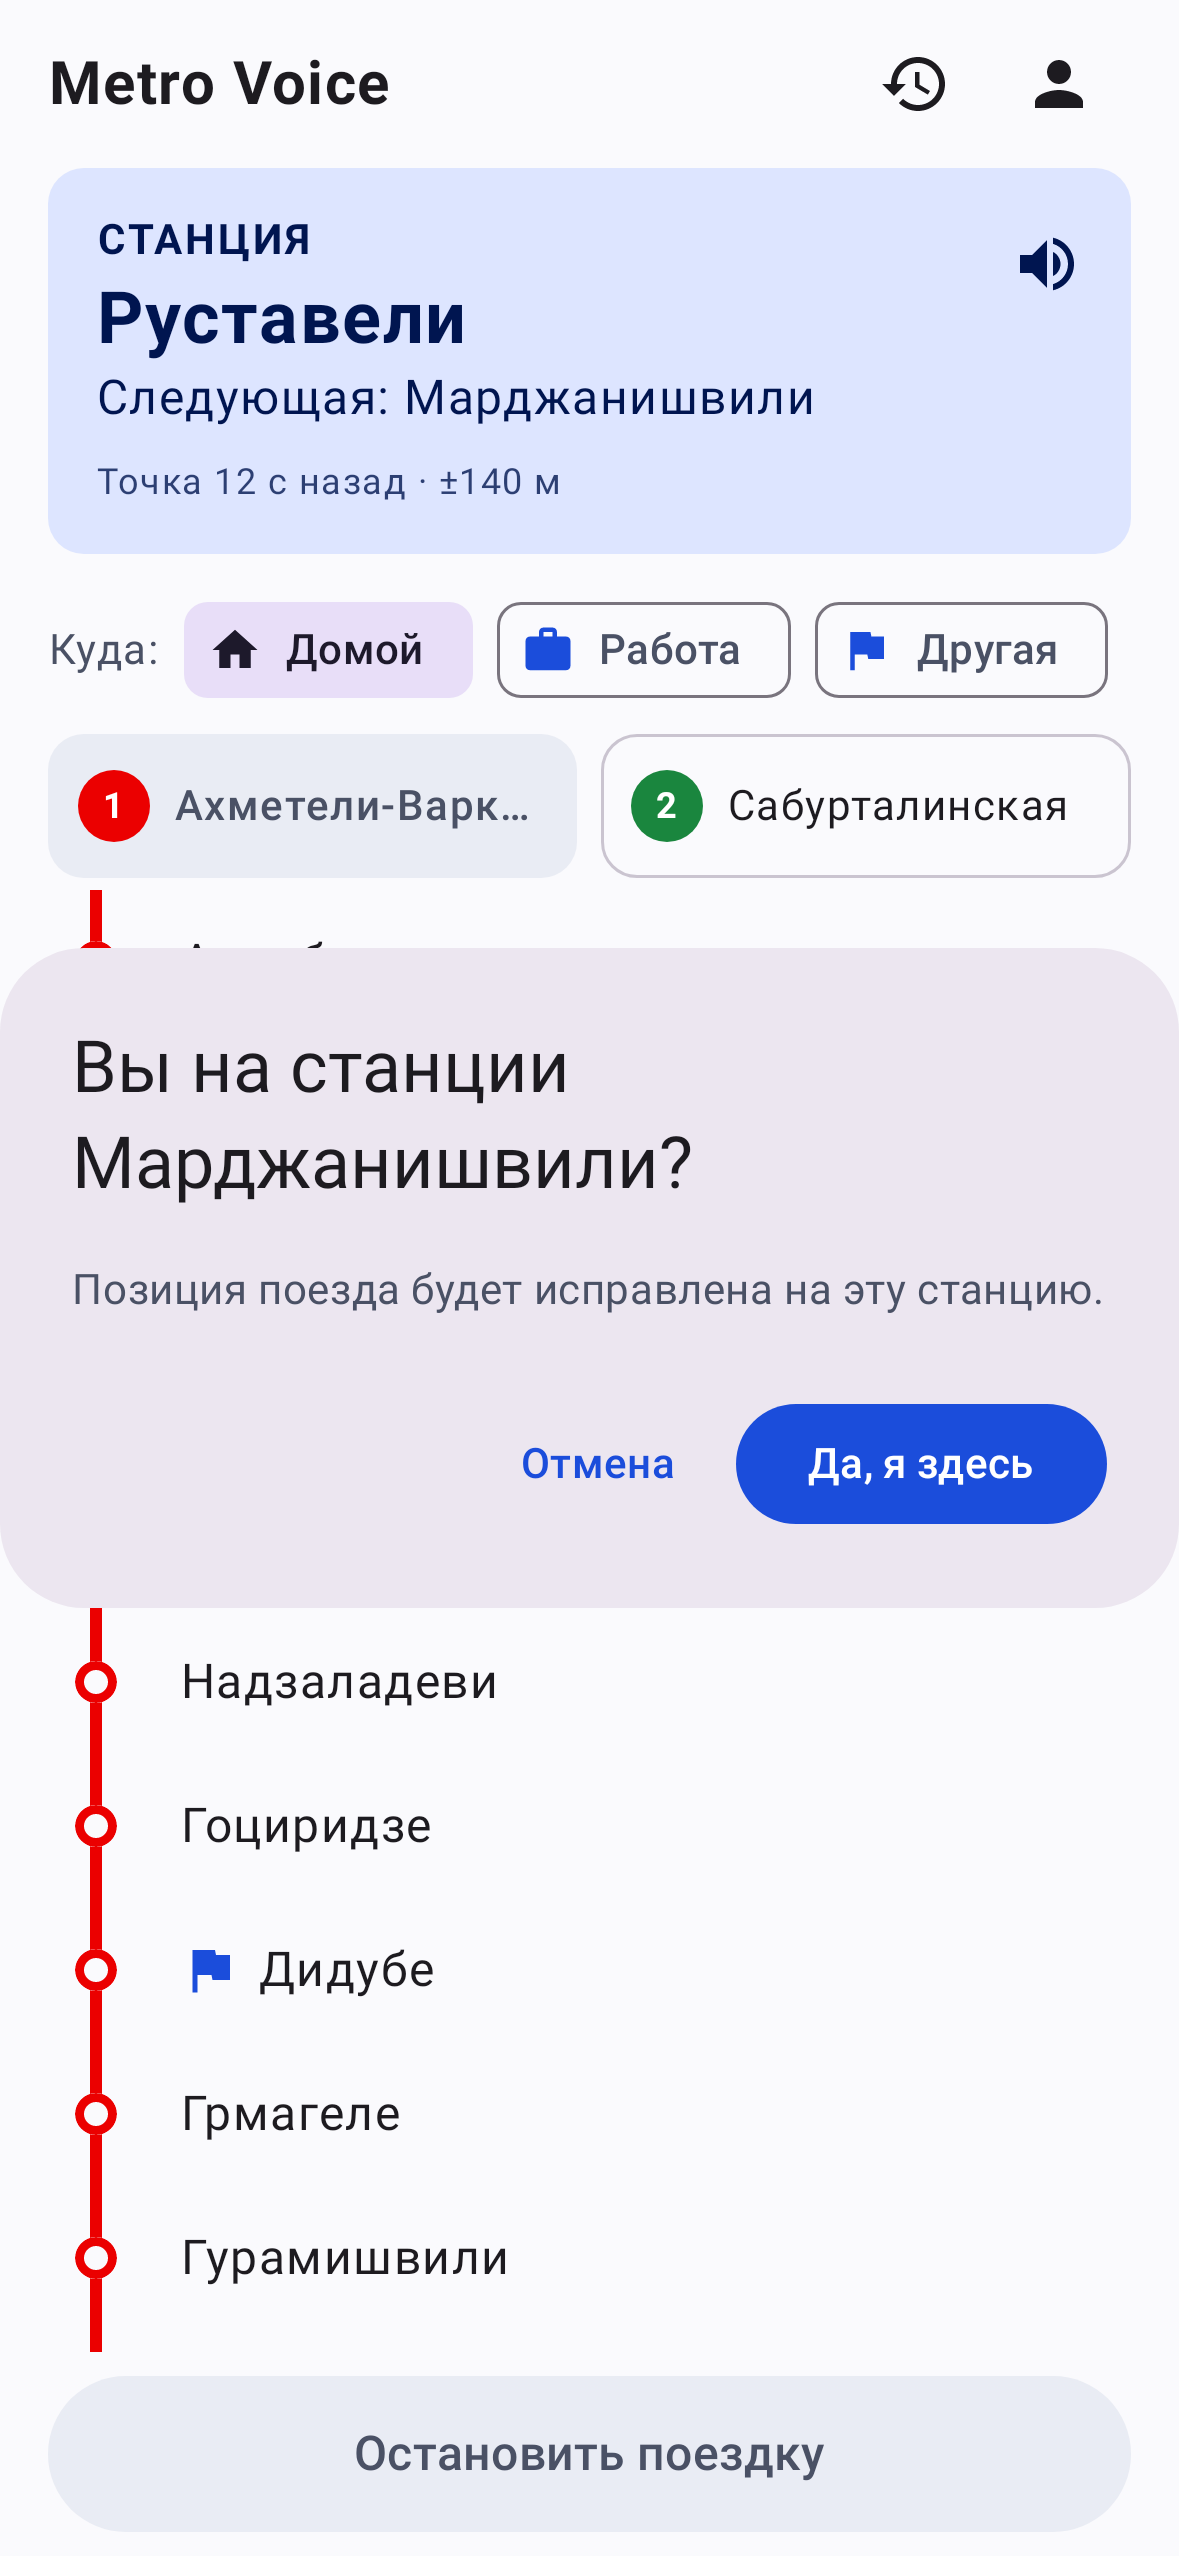 Metro Voice
СТАНЦИЯ
Руставели
Следующая: Марджанишвили
Точка 12 с назад · ±140 м
Куда: Домой Работа Другая
1 Ахметели-Варк… 2 Сабурталинская
Вы на станции
Марджанишвили?
Позиция поезда будет исправлена на эту станцию.
Отмена Да, я здесь
Надзаладеви
Гоциридзе
Дидубе
Грмагеле
Гурамишвили
Остановить поездку